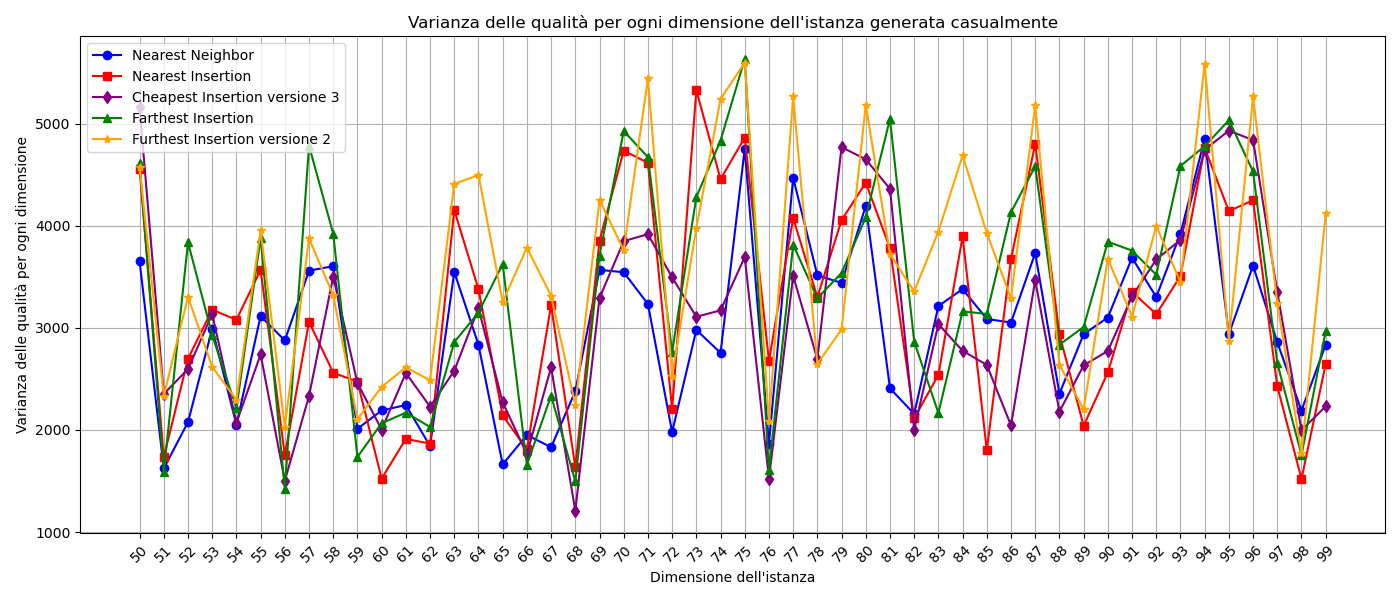 Varianza delle qualità per ogni dimensione dell'istanza generata casualmente
Nearest Neighbor
Nearest Insertion
Cheapest Insertion versione 3
Farthest Insertion
Furthest Insertion versione 2
Varianza delle qualità per ogni dimensione
5000
4000
3000
2000
1000
50 51 52 53 54 55 56 57 58 59 60 61 62 63 64 65 66 67 68 69 70 71 72 73 74 75 76 77 78 79 80 81 82 83 84 85 86 87 88 89 90 91 92 93 94 95 96 97 98 99
Dimensione dell'istanza